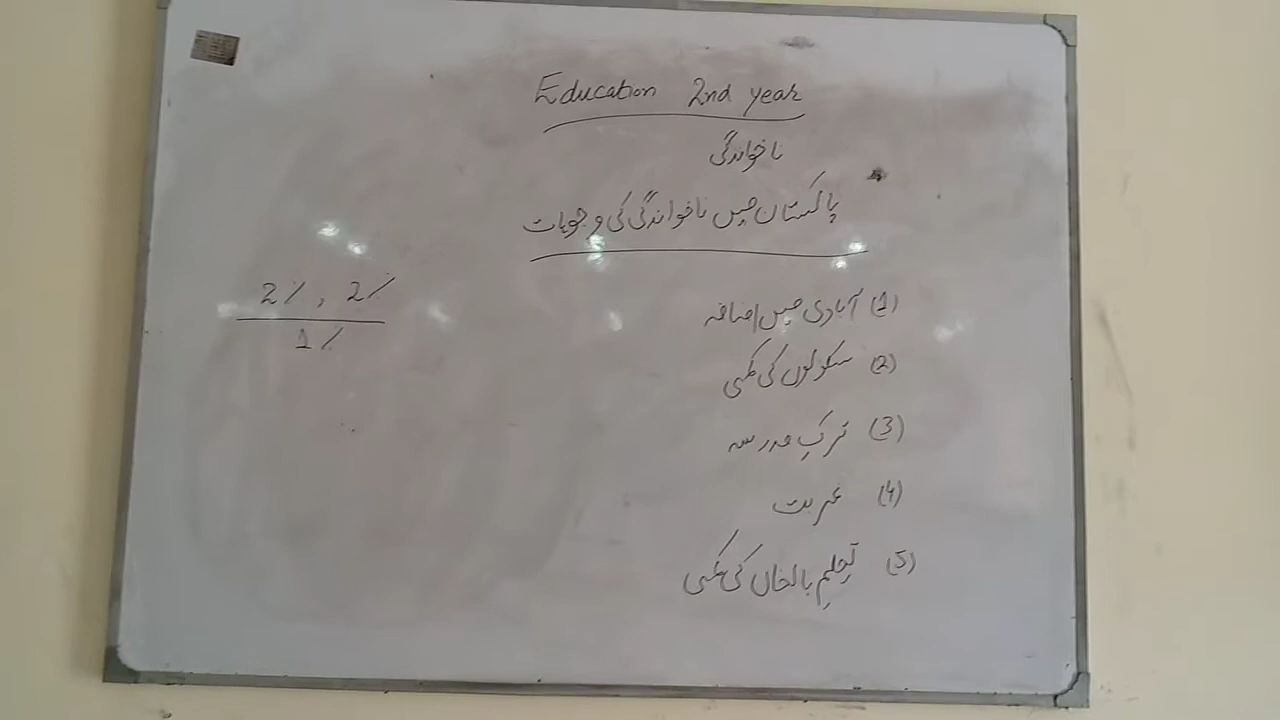 Education 2nd year
ناخواندگی
پاکستان میں ناخواندگی کی وجوہات
2% , 2%
1%
(1) آبادی میں اضافہ
(2) سکولوں کی کمی
(3) ترکِ مدرسہ
(4) غربت
(5) تعلیمِ بالغاں کی کمی